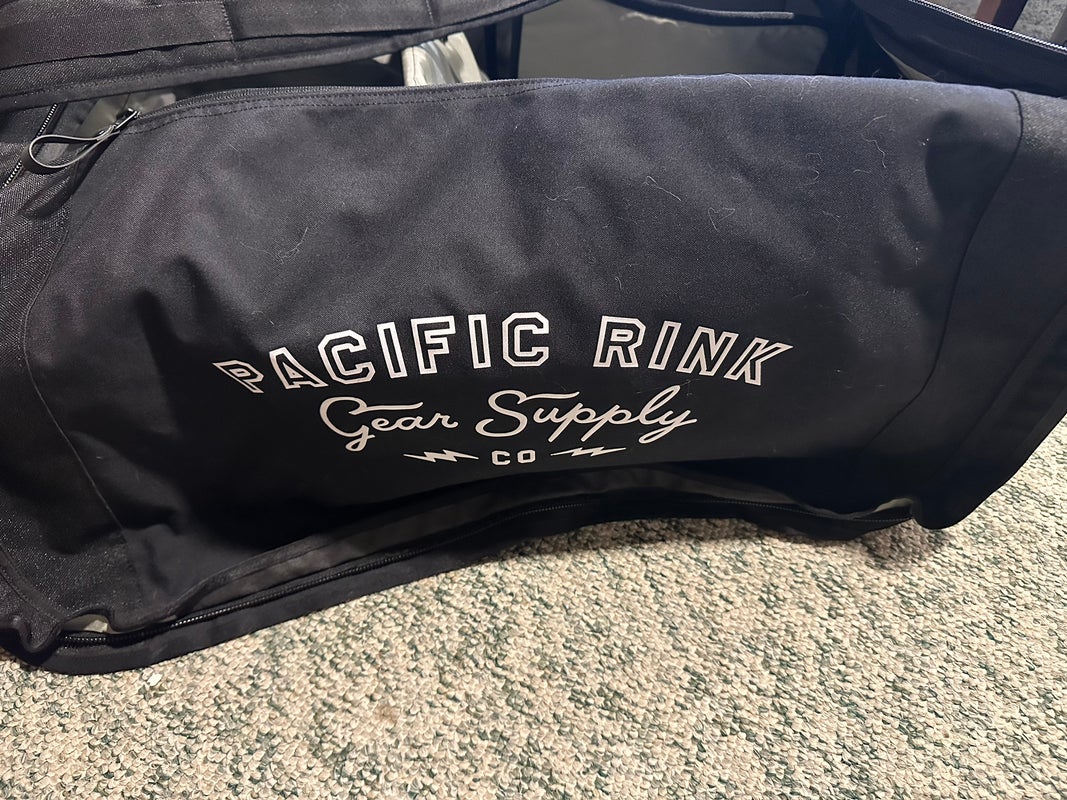 PACIFIC RINK
Gear Supply
CO